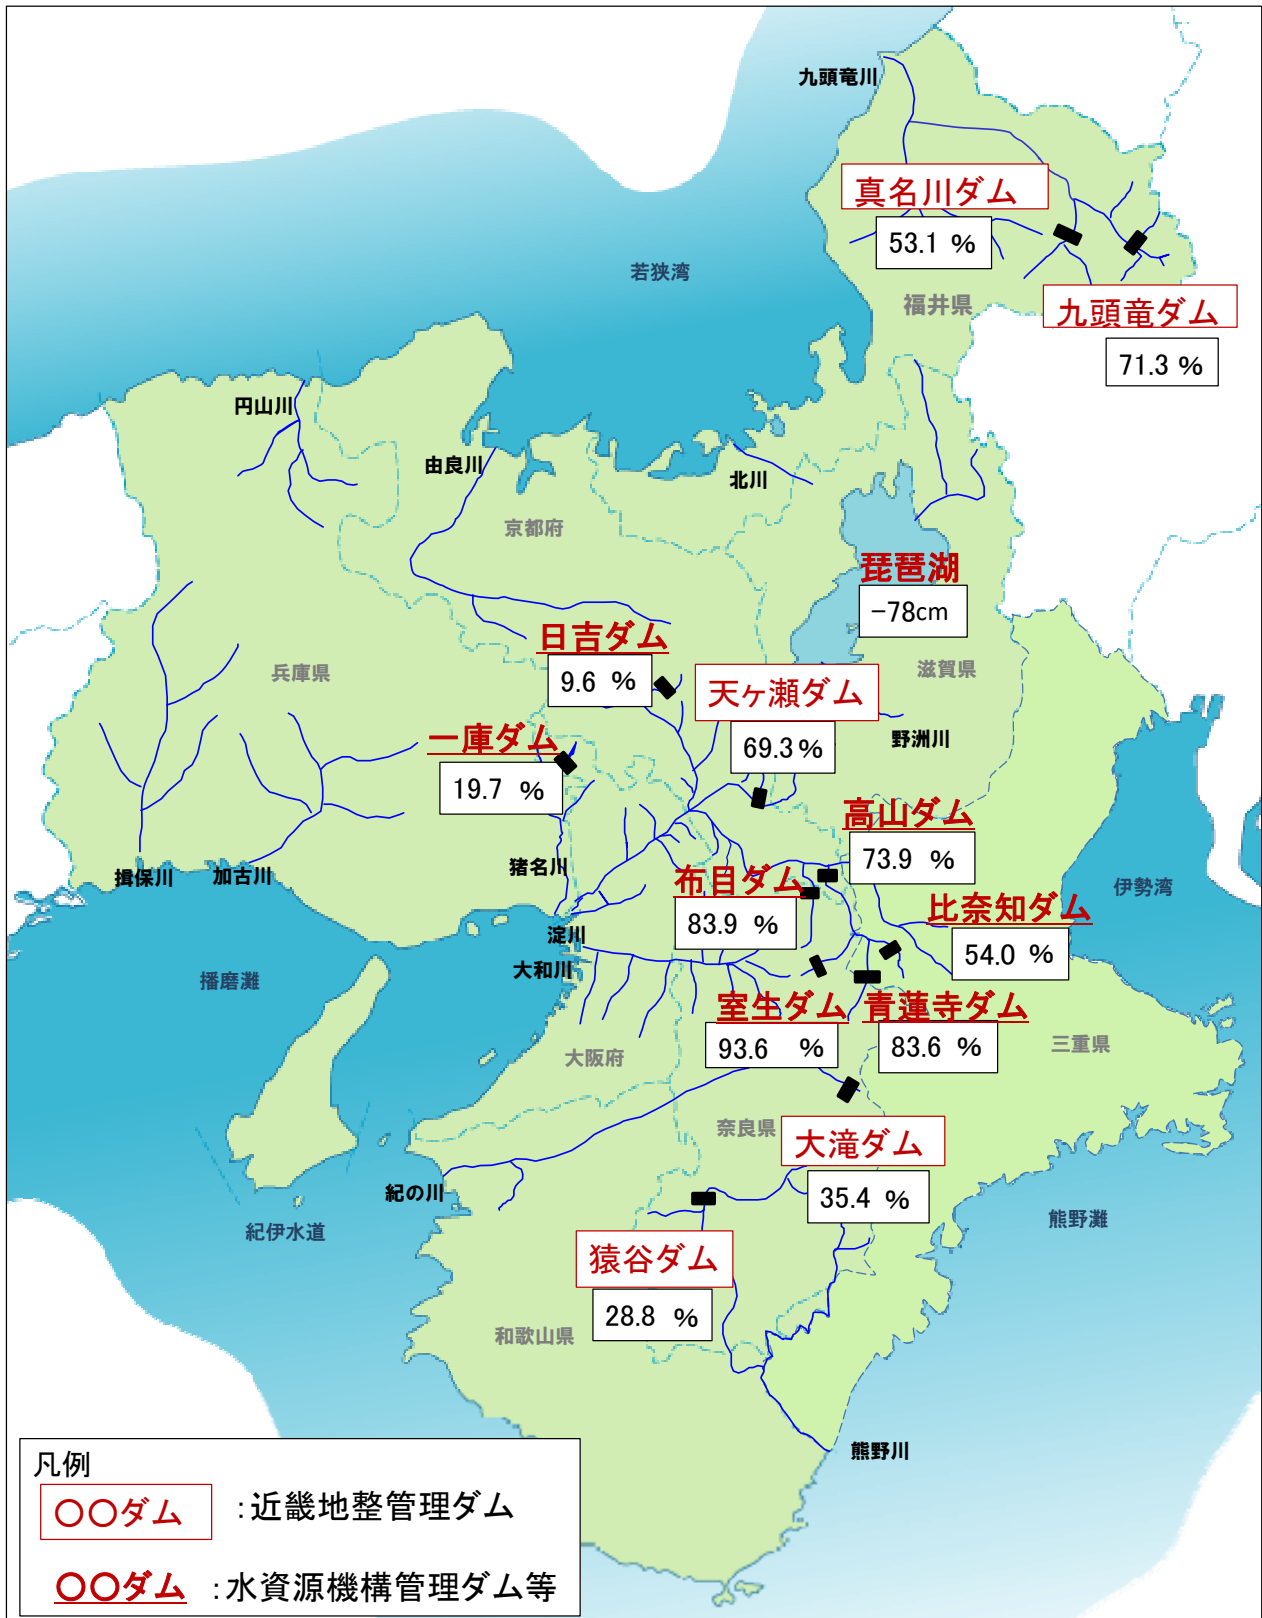 九頭竜川
真名川ダム
53.1 %
若狭湾
福井県
九頭竜ダム
71.3 %
円山川
由良川
北川
京都府
琵琶湖
−78cm
日吉ダム
9.6 %
兵庫県
滋賀県
天ヶ瀬ダム
69.3 %
野洲川
一庫ダム
19.7 %
高山ダム
73.9 %
猪名川
揖保川
加古川
布目ダム
83.9 %
伊勢湾
比奈知ダム
54.0 %
淀川
大和川
播磨灘
室生ダム
93.6 %
青蓮寺ダム
83.6 %
三重県
大阪府
奈良県
大滝ダム
35.4 %
紀の川
紀伊水道
熊野灘
猿谷ダム
28.8 %
和歌山県
熊野川
凡例
〇〇ダム :近畿地整管理ダム
〇〇ダム :水資源機構管理ダム等